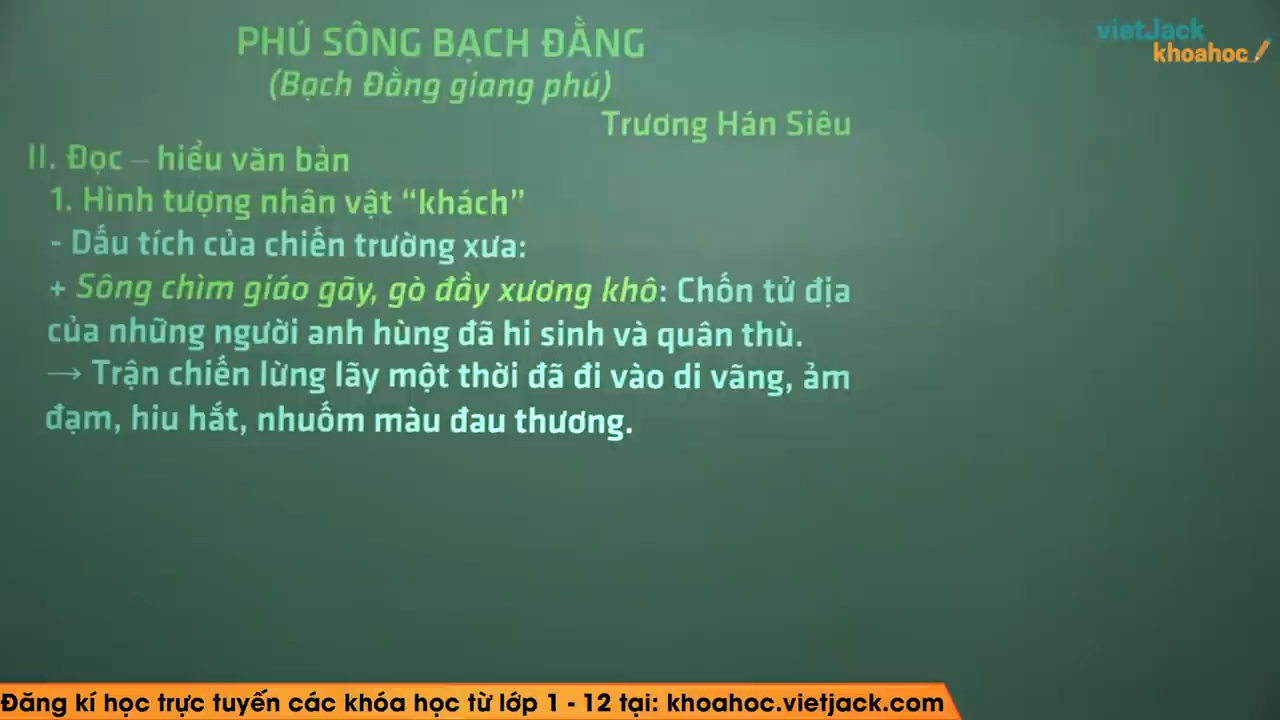 PHÚ SÔNG BẠCH ĐẰNG
vietJack
khoahoc
(Bạch Đằng giang phú)
Trương Hán Siêu
II. Đọc – hiểu văn bản
1. Hình tượng nhân vật “khách”
- Dấu tích của chiến trường xưa:
+ Sông chìm giáo gãy, gò đầy xương khô: Chốn tử địa
của những người anh hùng đã hi sinh và quân thù.
→ Trận chiến lừng lãy một thời đã đi vào di vãng, ảm
đạm, hiu hắt, nhuốm màu đau thương.
Đăng kí học trực tuyến các khóa học từ lớp 1 - 12 tại: khoahoc.vietjack.com